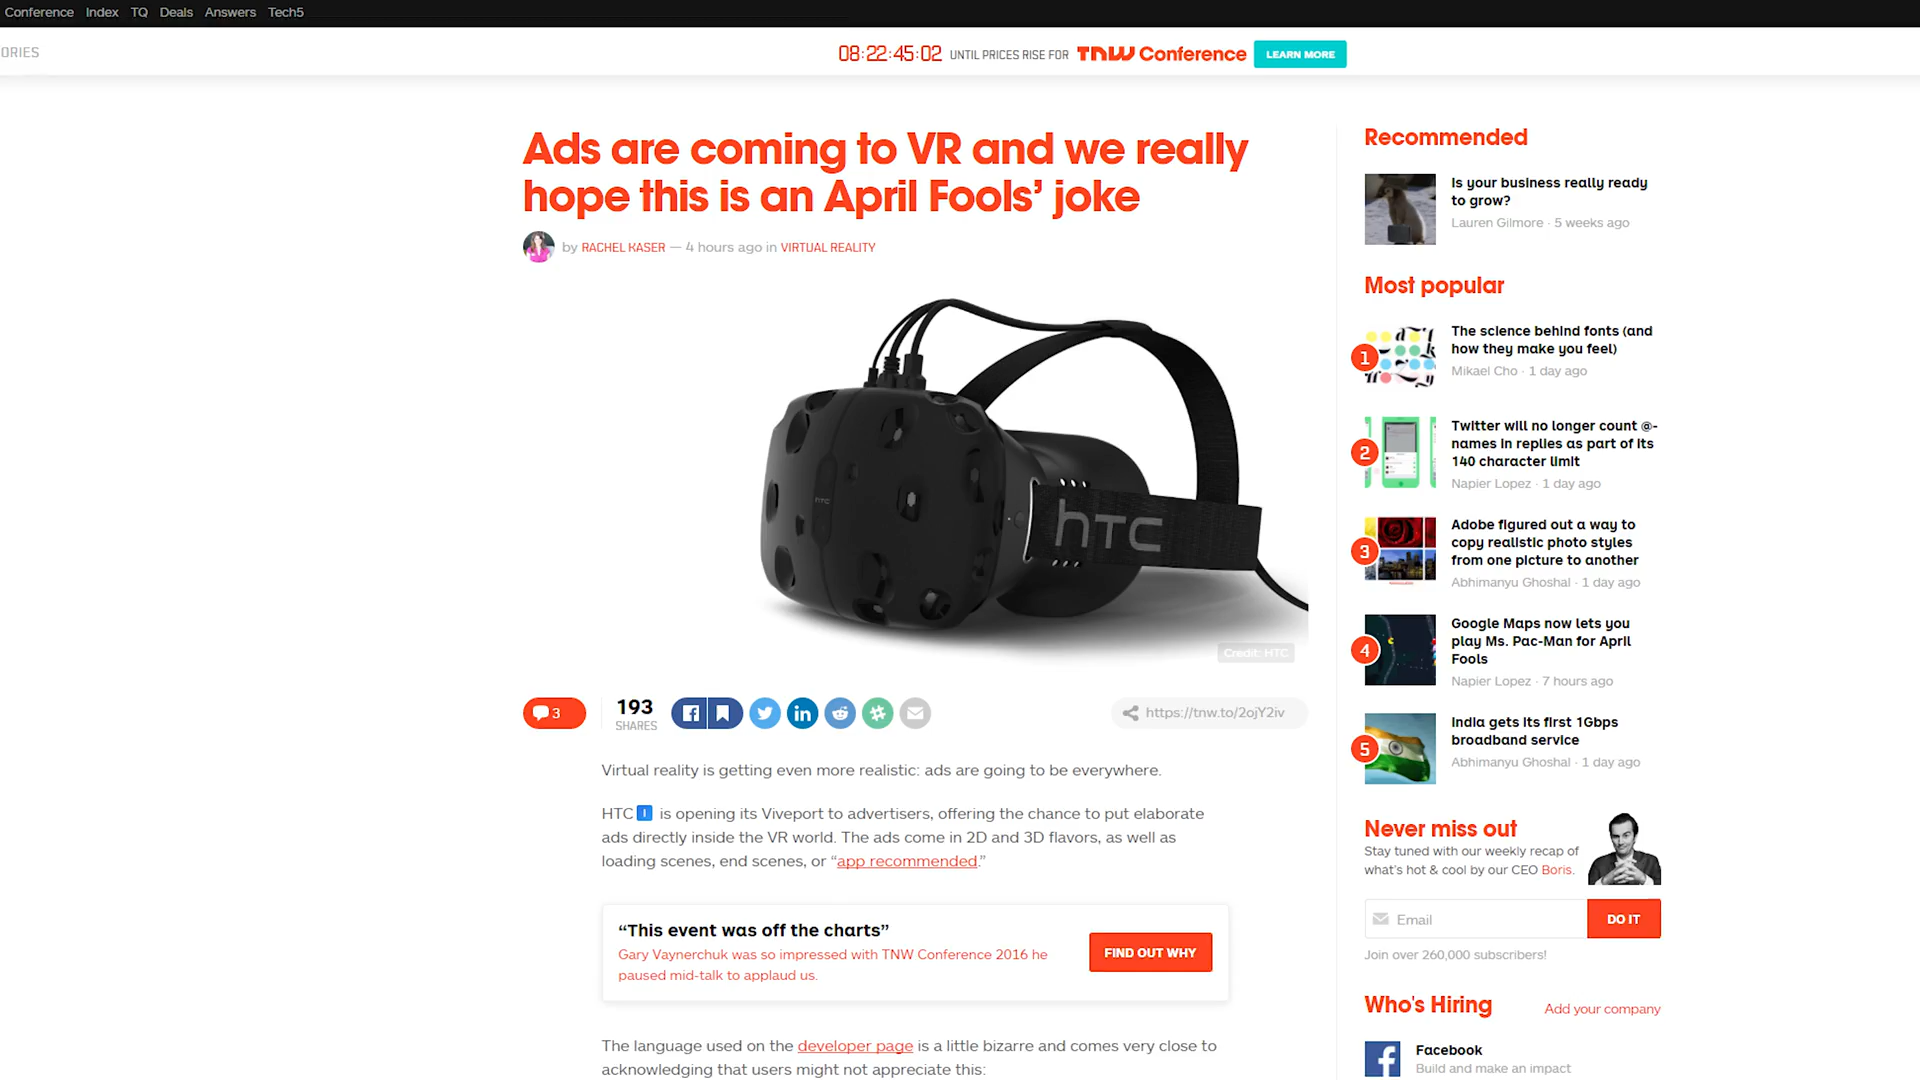 Conference Index TQ Deals Answers Tech5
ORIES
08:22:45:02 UNTIL PRICES RISE FOR TNW Conference LEARN MORE
Ads are coming to VR and we really
hope this is an April Fools’ joke
by RACHEL KASER — 4 hours ago in VIRTUAL REALITY
htc
hTC
Credit: HTC
3
193
SHARES
https://tnw.to/2ojY2iv
Virtual reality is getting even more realistic: ads are going to be everywhere.
HTC is opening its Viveport to advertisers, offering the chance to put elaborate
ads directly inside the VR world. The ads come in 2D and 3D flavors, as well as
loading scenes, end scenes, or “app recommended.”
“This event was off the charts”
Gary Vaynerchuk was so impressed with TNW Conference 2016 he
paused mid-talk to applaud us.
FIND OUT WHY
The language used on the developer page is a little bizarre and comes very close to
acknowledging that users might not appreciate this:
Recommended
Is your business really ready
to grow?
Lauren Gilmore · 5 weeks ago
Most popular
1
The science behind fonts (and
how they make you feel)
Mikael Cho · 1 day ago
2
Twitter will no longer count @-
names in replies as part of its
140 character limit
Napier Lopez · 1 day ago
3
Adobe figured out a way to
copy realistic photo styles
from one picture to another
Abhimanyu Ghoshal · 1 day ago
4
Google Maps now lets you
play Ms. Pac-Man for April
Fools
Napier Lopez · 7 hours ago
5
India gets its first 1Gbps
broadband service
Abhimanyu Ghoshal · 1 day ago
Never miss out
Stay tuned with our weekly recap of
what's hot & cool by our CEO Boris.
Email
DO IT
Join over 260,000 subscribers!
Who's Hiring Add your company
Facebook
Build and make an impact